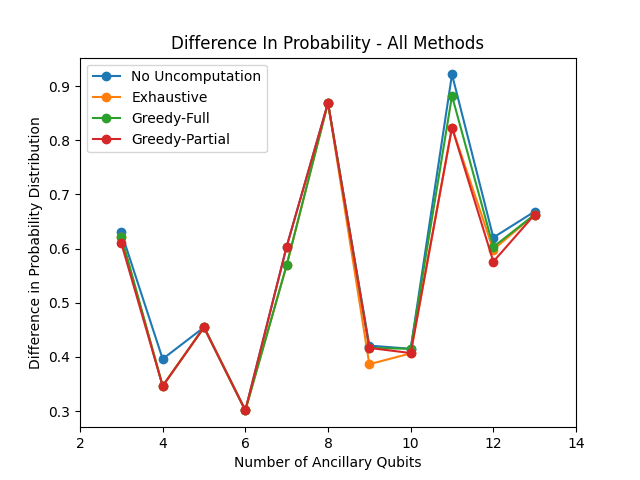 Difference In Probability - All Methods
Difference in Probability Distribution
0.9
0.8
0.7
0.6
0.5
0.4
0.3
No Uncomputation
Exhaustive
Greedy-Full
Greedy-Partial
2 4 6 8 10 12 14
Number of Ancillary Qubits